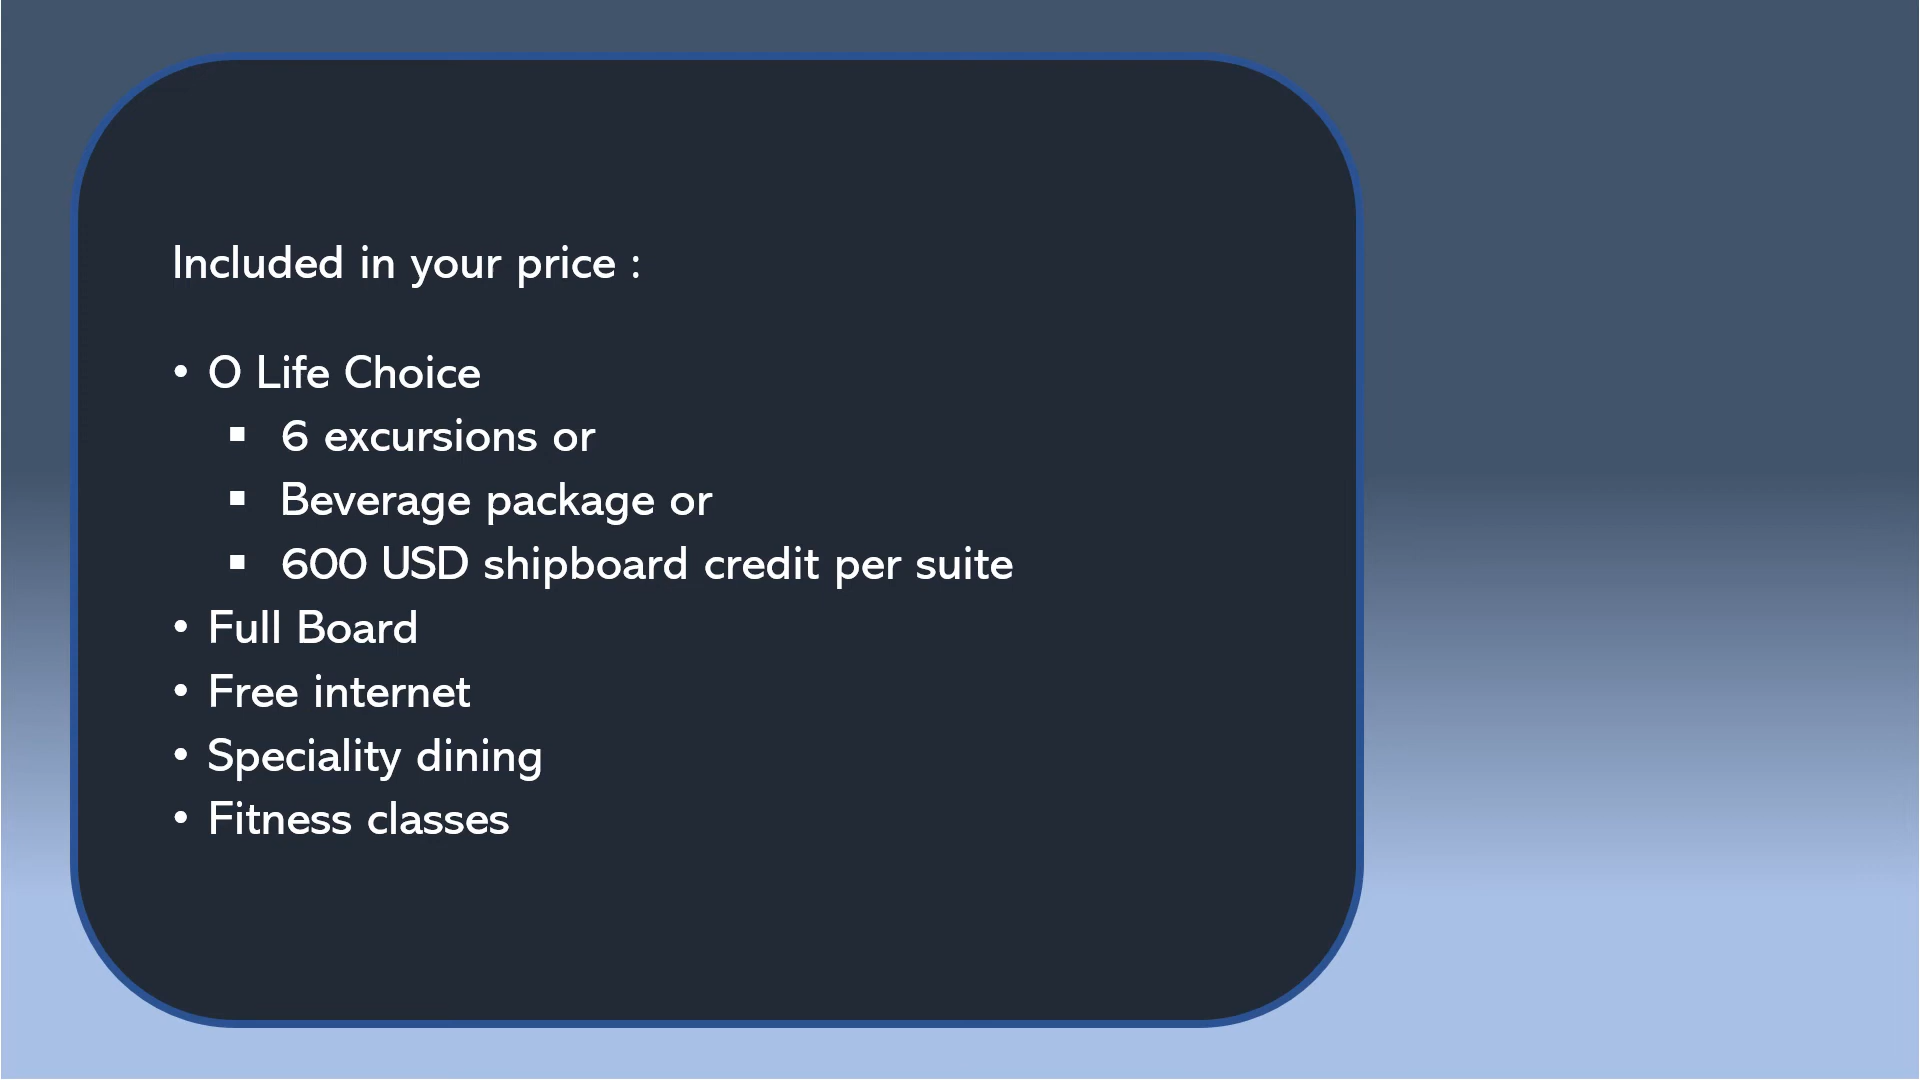 Included in your price :
• O Life Choice
▪ 6 excursions or
▪ Beverage package or
▪ 600 USD shipboard credit per suite
• Full Board
• Free internet
• Speciality dining
• Fitness classes